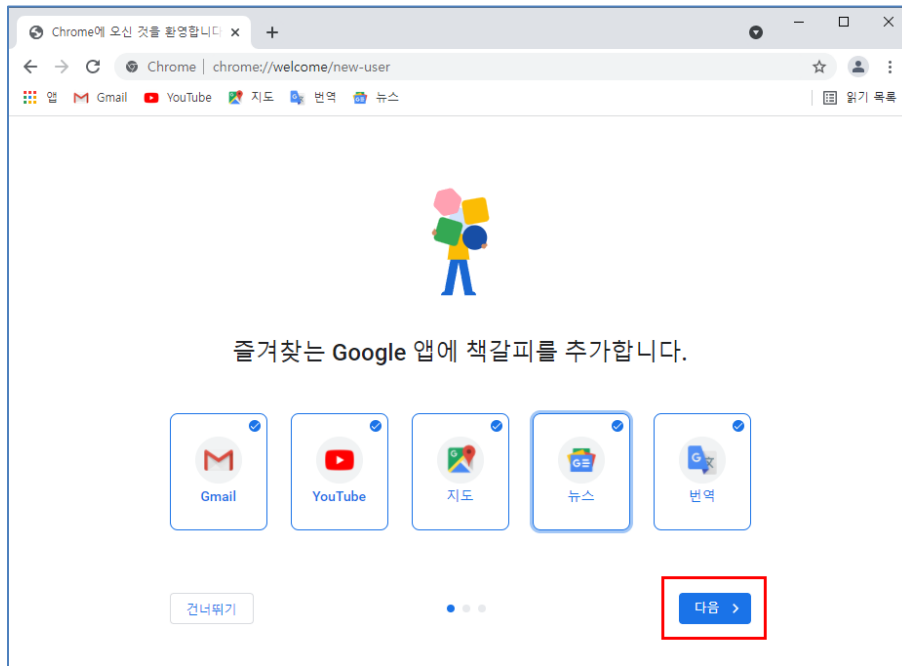 Chrome에 오신 것을 환영합니다
Chrome | chrome://welcome/new-user
앱 Gmail YouTube 지도 번역 뉴스 읽기 목록
즐겨찾는 Google 앱에 책갈피를 추가합니다.
Gmail YouTube 지도 뉴스 번역
건너뛰기 다음